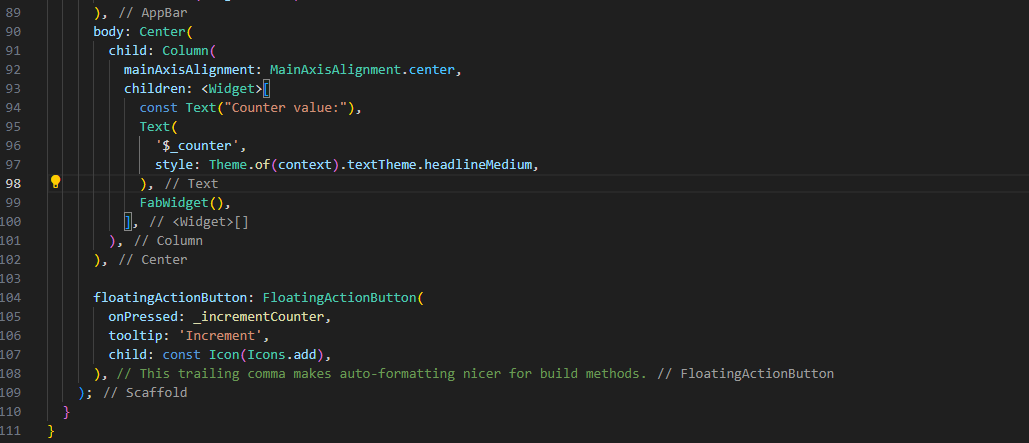 89 ), // AppBar
90 body: Center(
91 child: Column(
92 mainAxisAlignment: MainAxisAlignment.center,
93 children: <Widget>[
94 const Text("Counter value:"),
95 Text(
96 '$_counter',
97 style: Theme.of(context).textTheme.headlineMedium,
98 ), // Text
99 FabWidget(),
100 ], // <Widget>[]
101 ), // Column
102 ), // Center
103
104 floatingActionButton: FloatingActionButton(
105 onPressed: _incrementCounter,
106 tooltip: 'Increment',
107 child: const Icon(Icons.add),
108 ), // This trailing comma makes auto-formatting nicer for build methods. // FloatingActionButton
109 ); // Scaffold
110 }
111 }